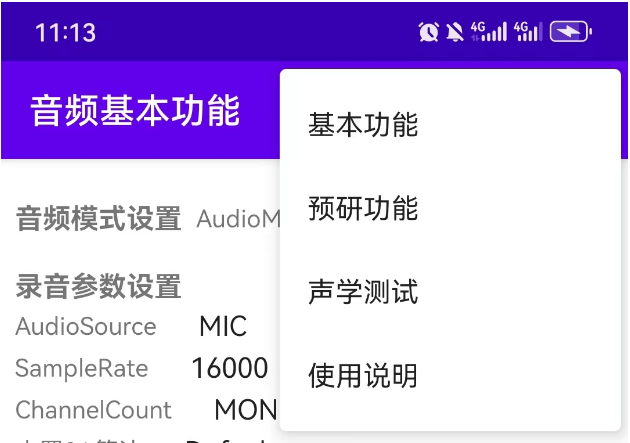 11:13
4G 4G
音频基本功能
基本功能
预研功能
声学测试
使用说明
音频模式设置 AudioM
录音参数设置
AudioSource MIC
SampleRate 16000
ChannelCount MON